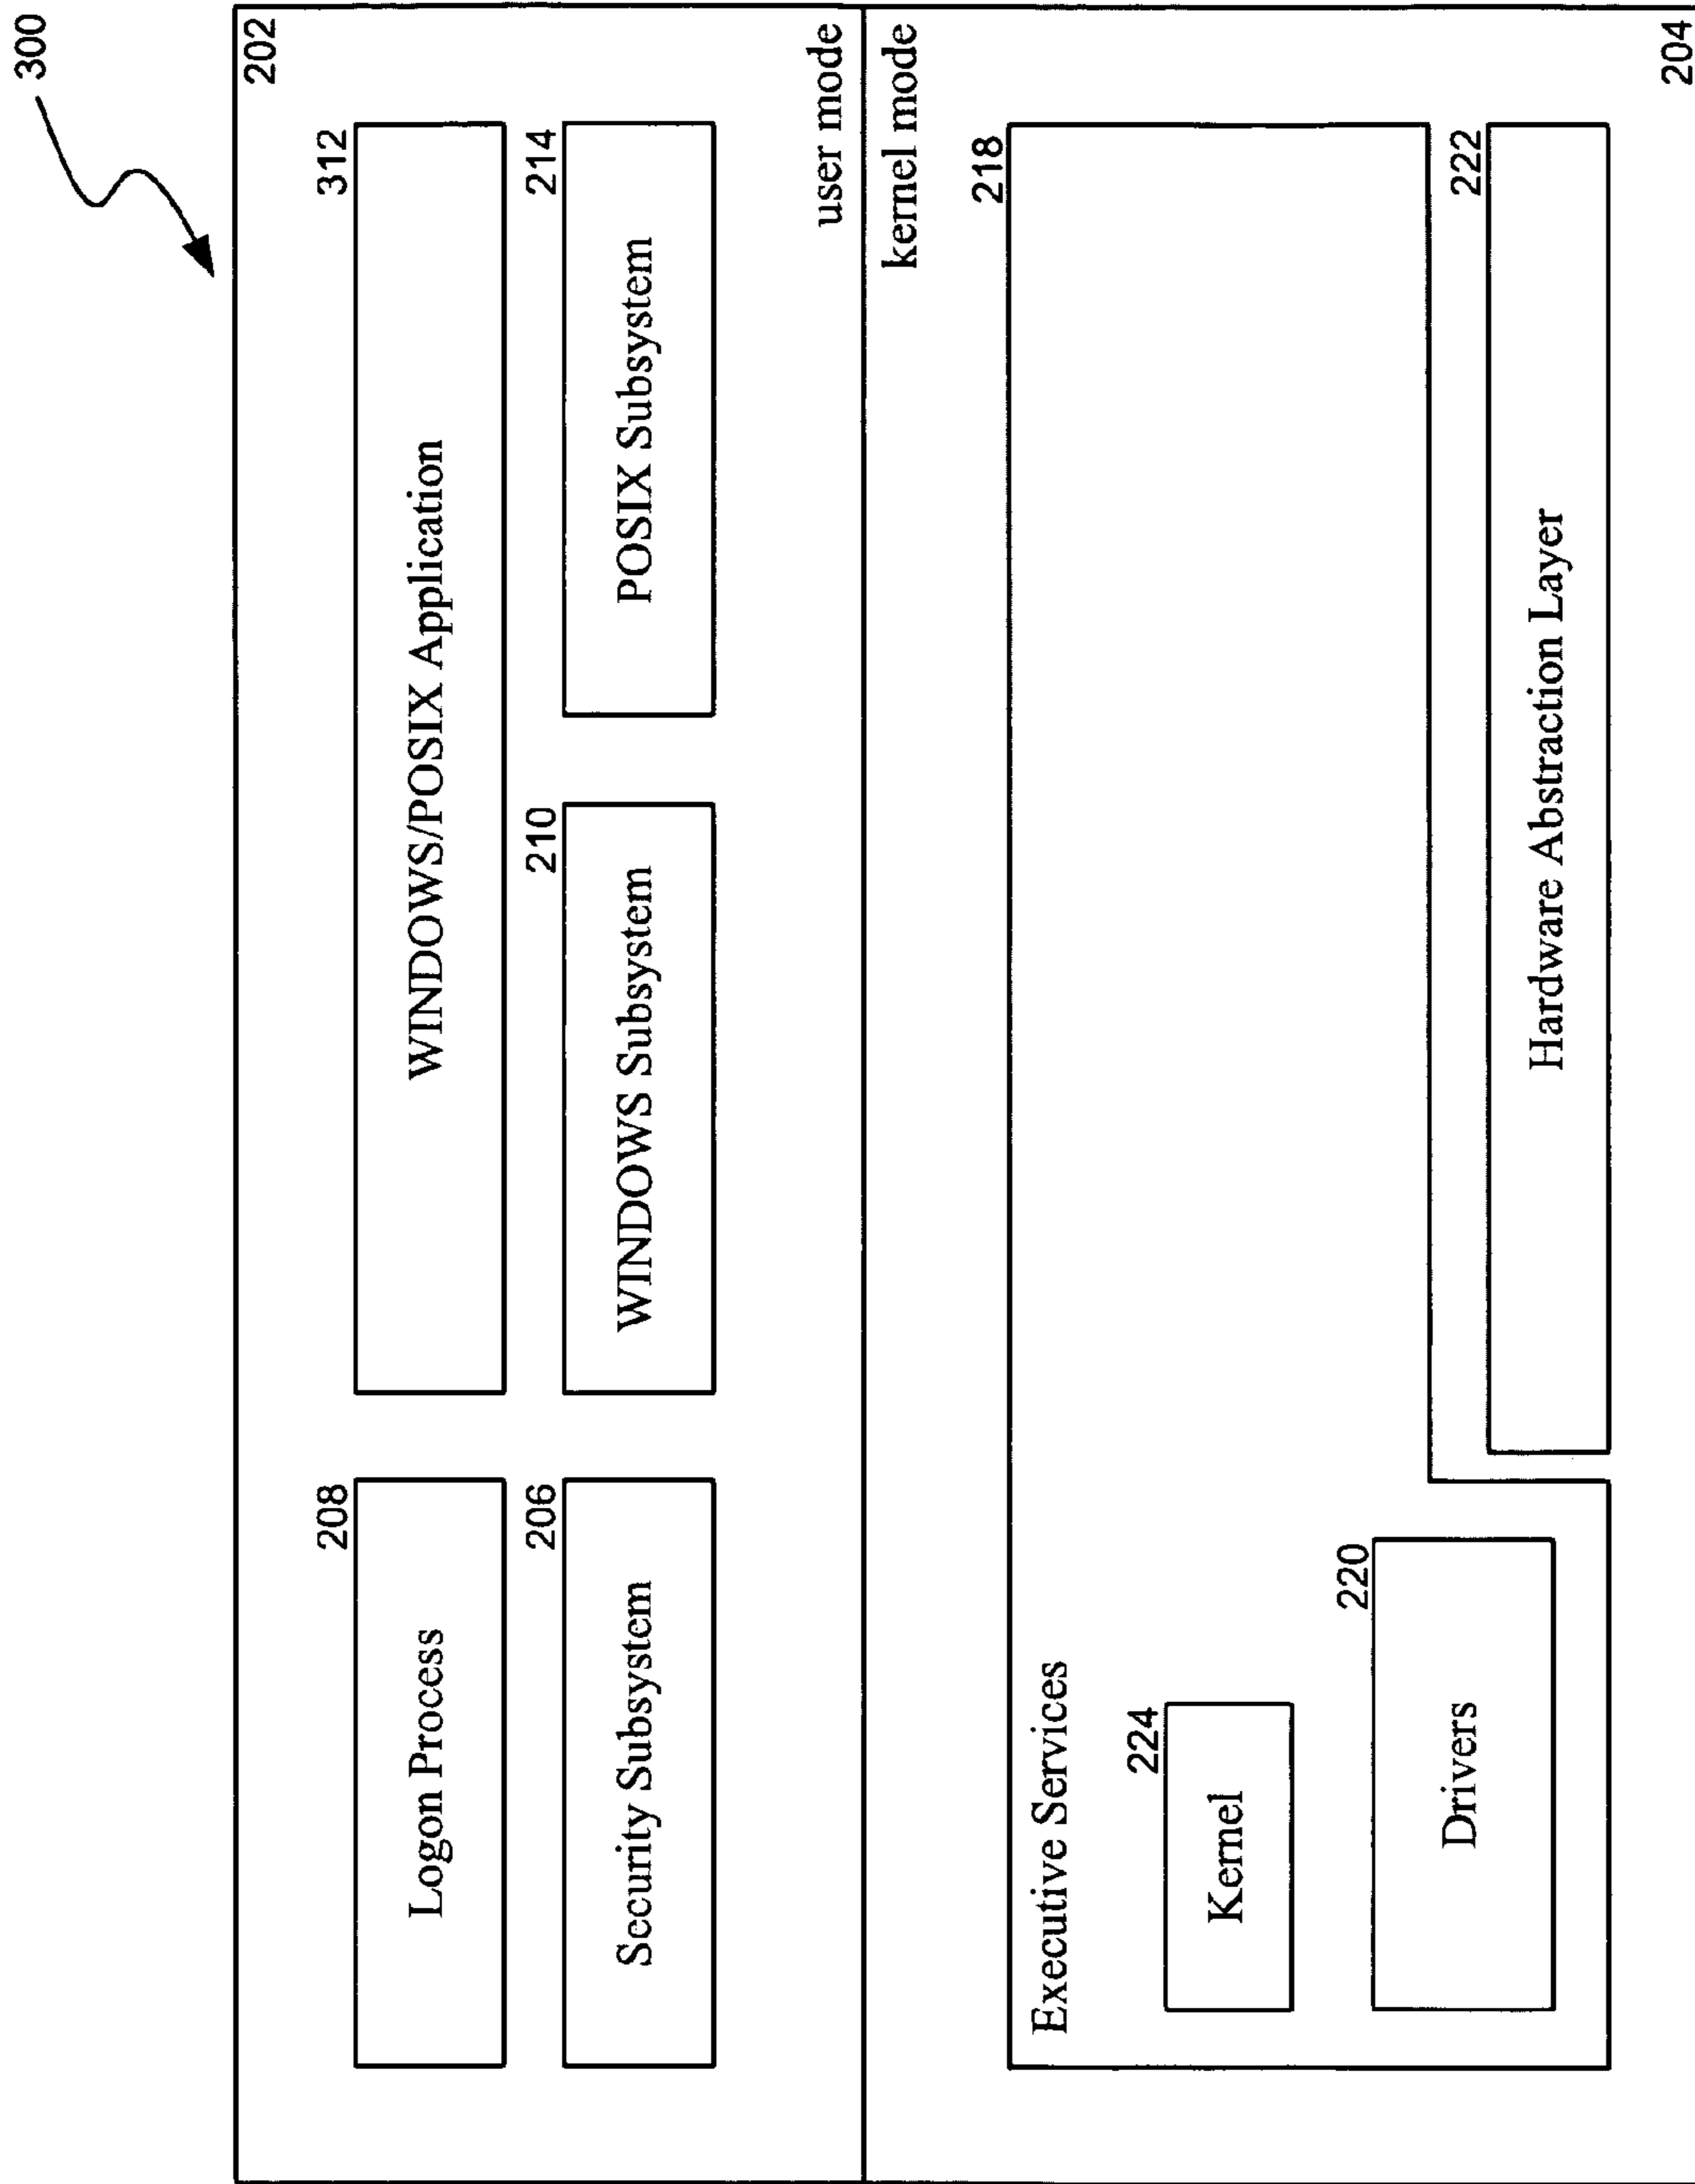 300
202
208
312
Logon Process
WINDOWS/POSIX Application
206
210
214
Security Subsystem
WINDOWS Subsystem
POSIX Subsystem
user mode
kernel mode
218
Executive Services
224
Kernel
220
Drivers
222
Hardware Abstraction Layer
204